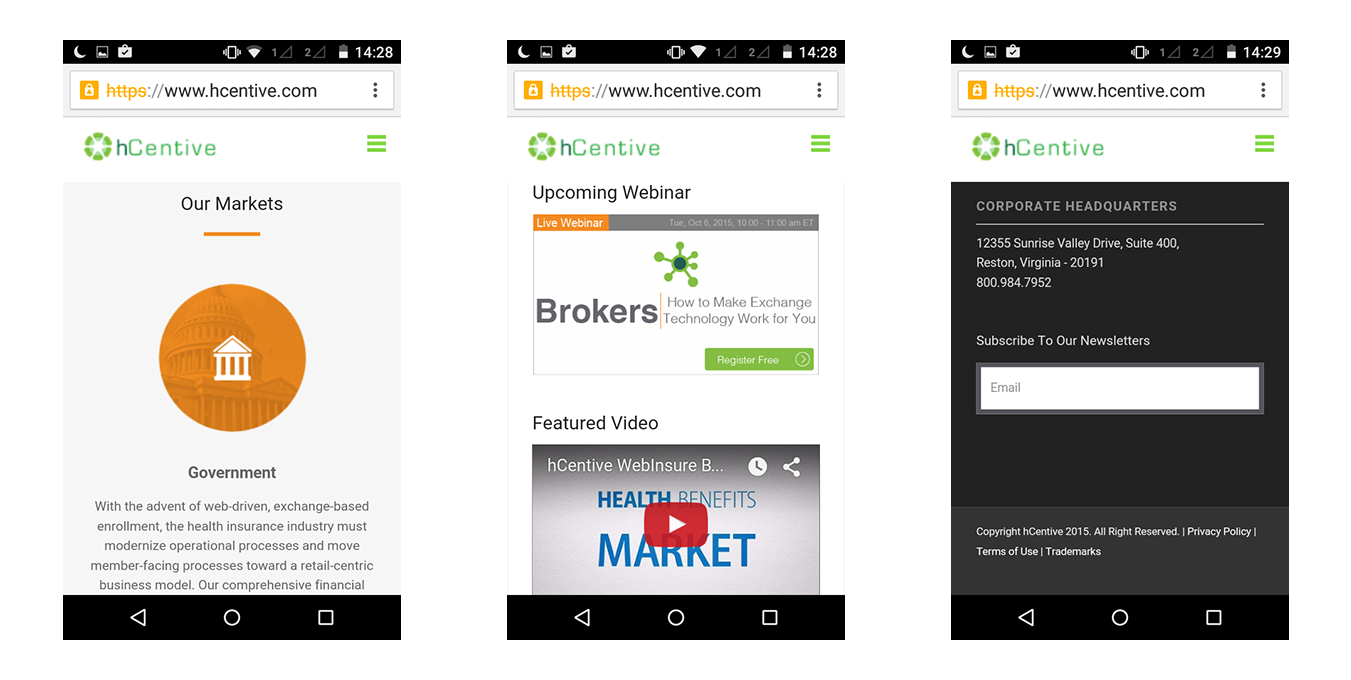 1 2 14:28
https://www.hcentive.com
hCentive
Our Markets
Government
With the advent of web-driven, exchange-based
enrollment, the health insurance industry must
modernize operational processes and move
member-facing processes toward a retail-centric
business model. Our comprehensive financial
1 2 14:28
https://www.hcentive.com
hCentive
Upcoming Webinar
Live Webinar Tue, Oct 6, 2015, 10:00 - 11:00 am ET
Brokers
How to Make Exchange
Technology Work for You
Register Free
Featured Video
hCentive WebInsure B...
HEALTH BENEFITS
MARKET
1 2 14:29
https://www.hcentive.com
hCentive
CORPORATE HEADQUARTERS
12355 Sunrise Valley Drive, Suite 400,
Reston, Virginia - 20191
800.984.7952
Subscribe To Our Newsletters
Email
Copyright hCentive 2015. All Right Reserved. | Privacy Policy |
Terms of Use | Trademarks